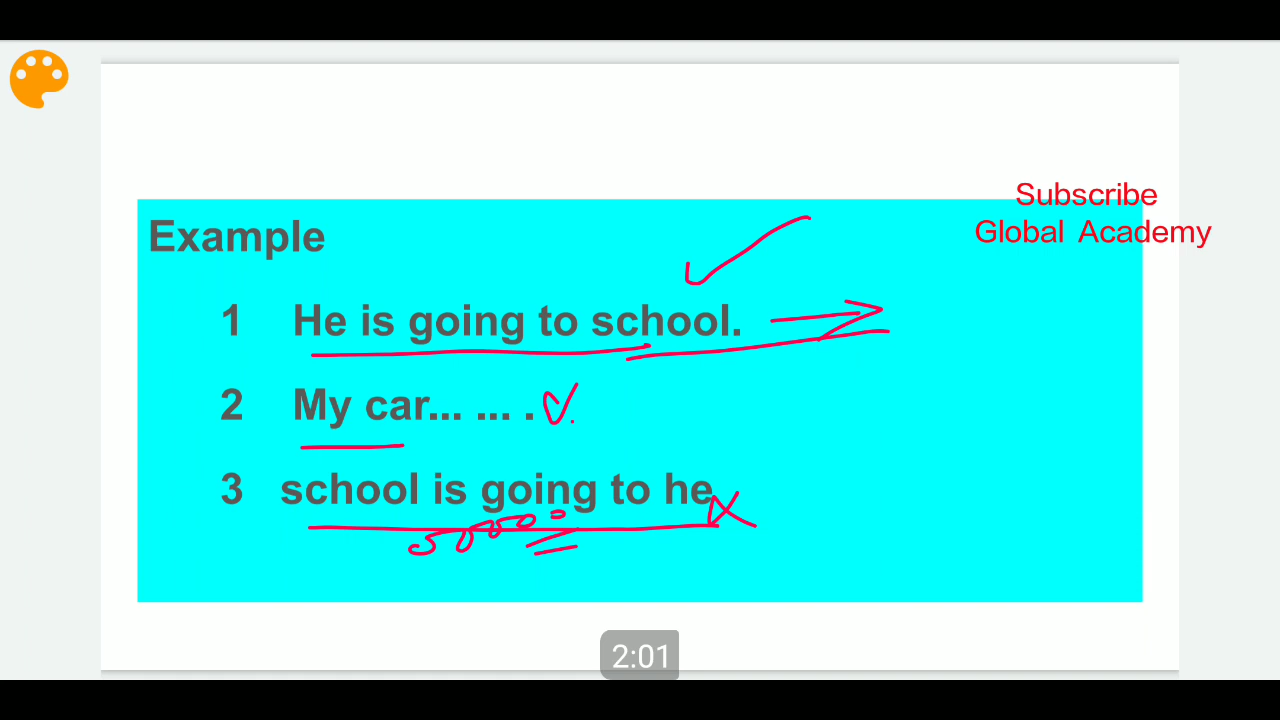 Subscribe
Global Academy
Example
1 He is going to school.
2 My car... ... .
3 school is going to he
2:01